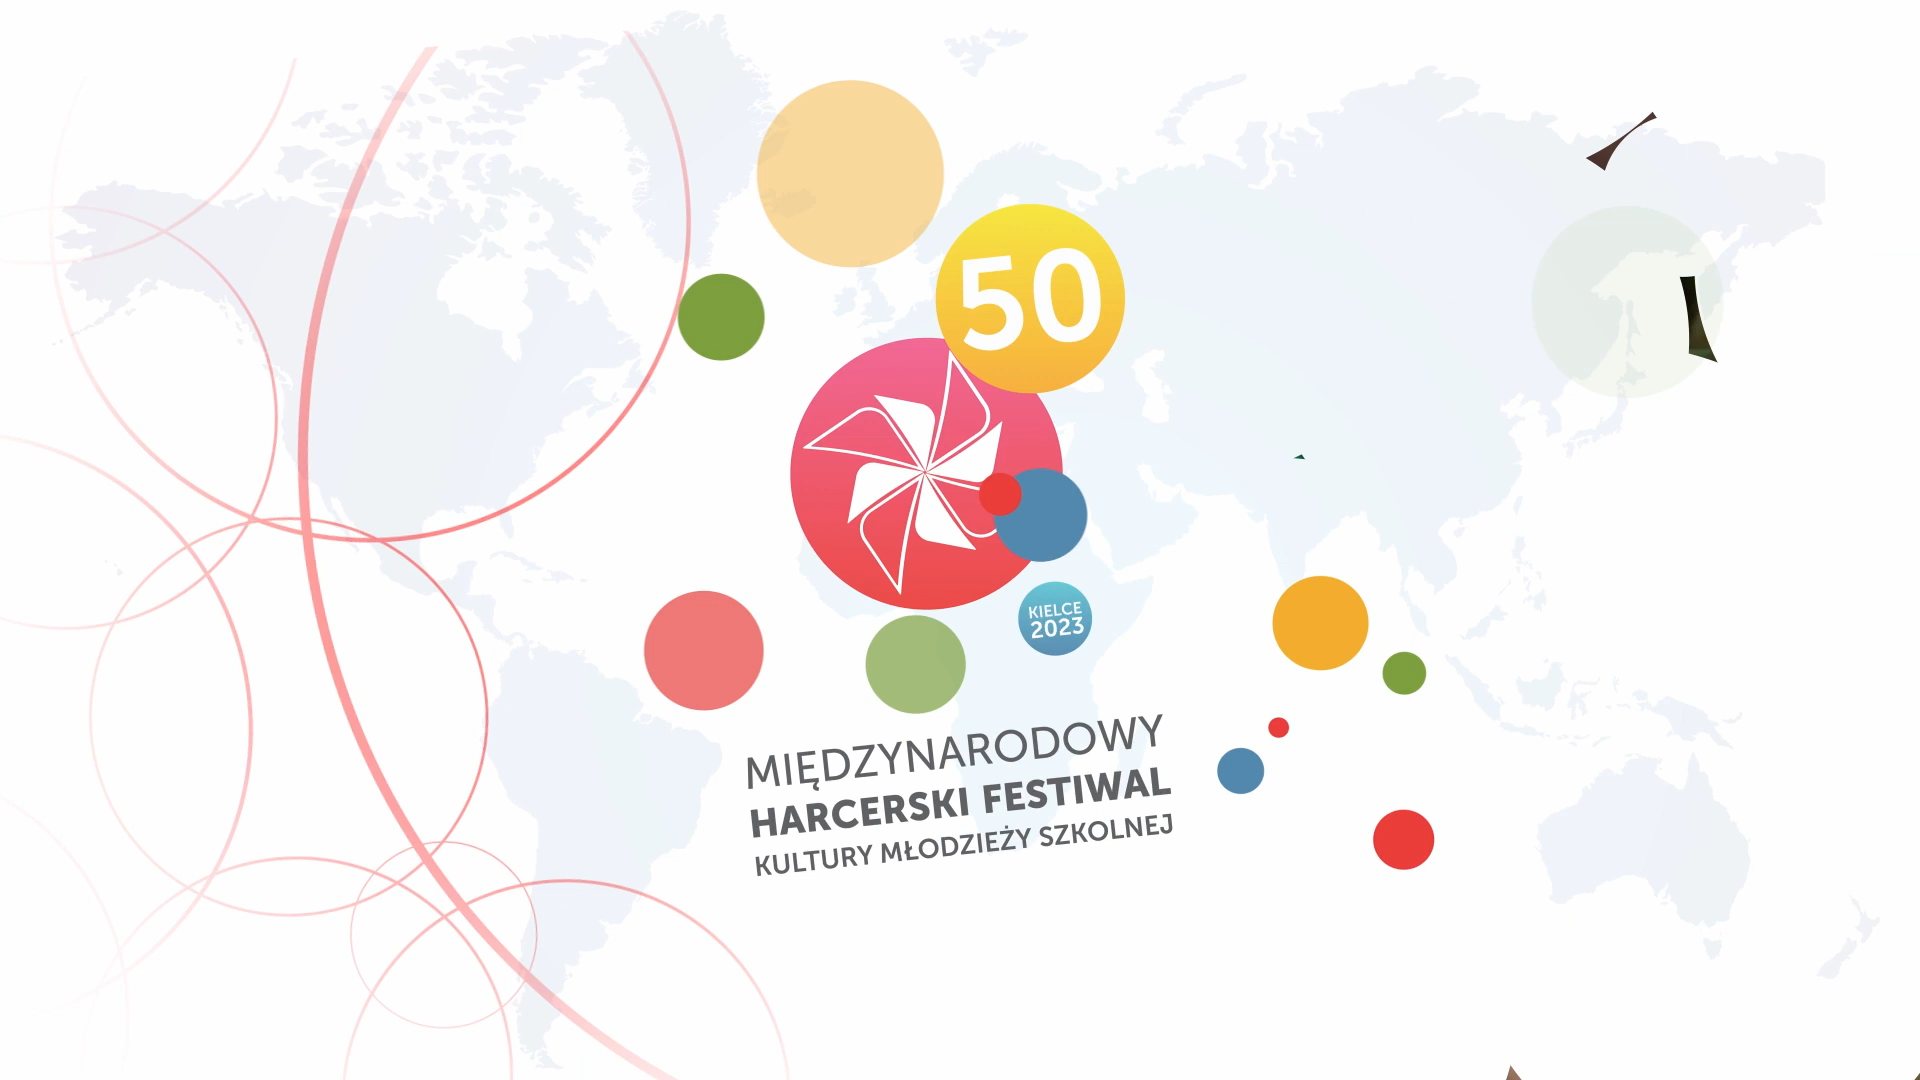 50
KIELCE
2023
MIĘDZYNARODOWY
HARCERSKI FESTIWAL
KULTURY MŁODZIEŻY SZKOLNEJ